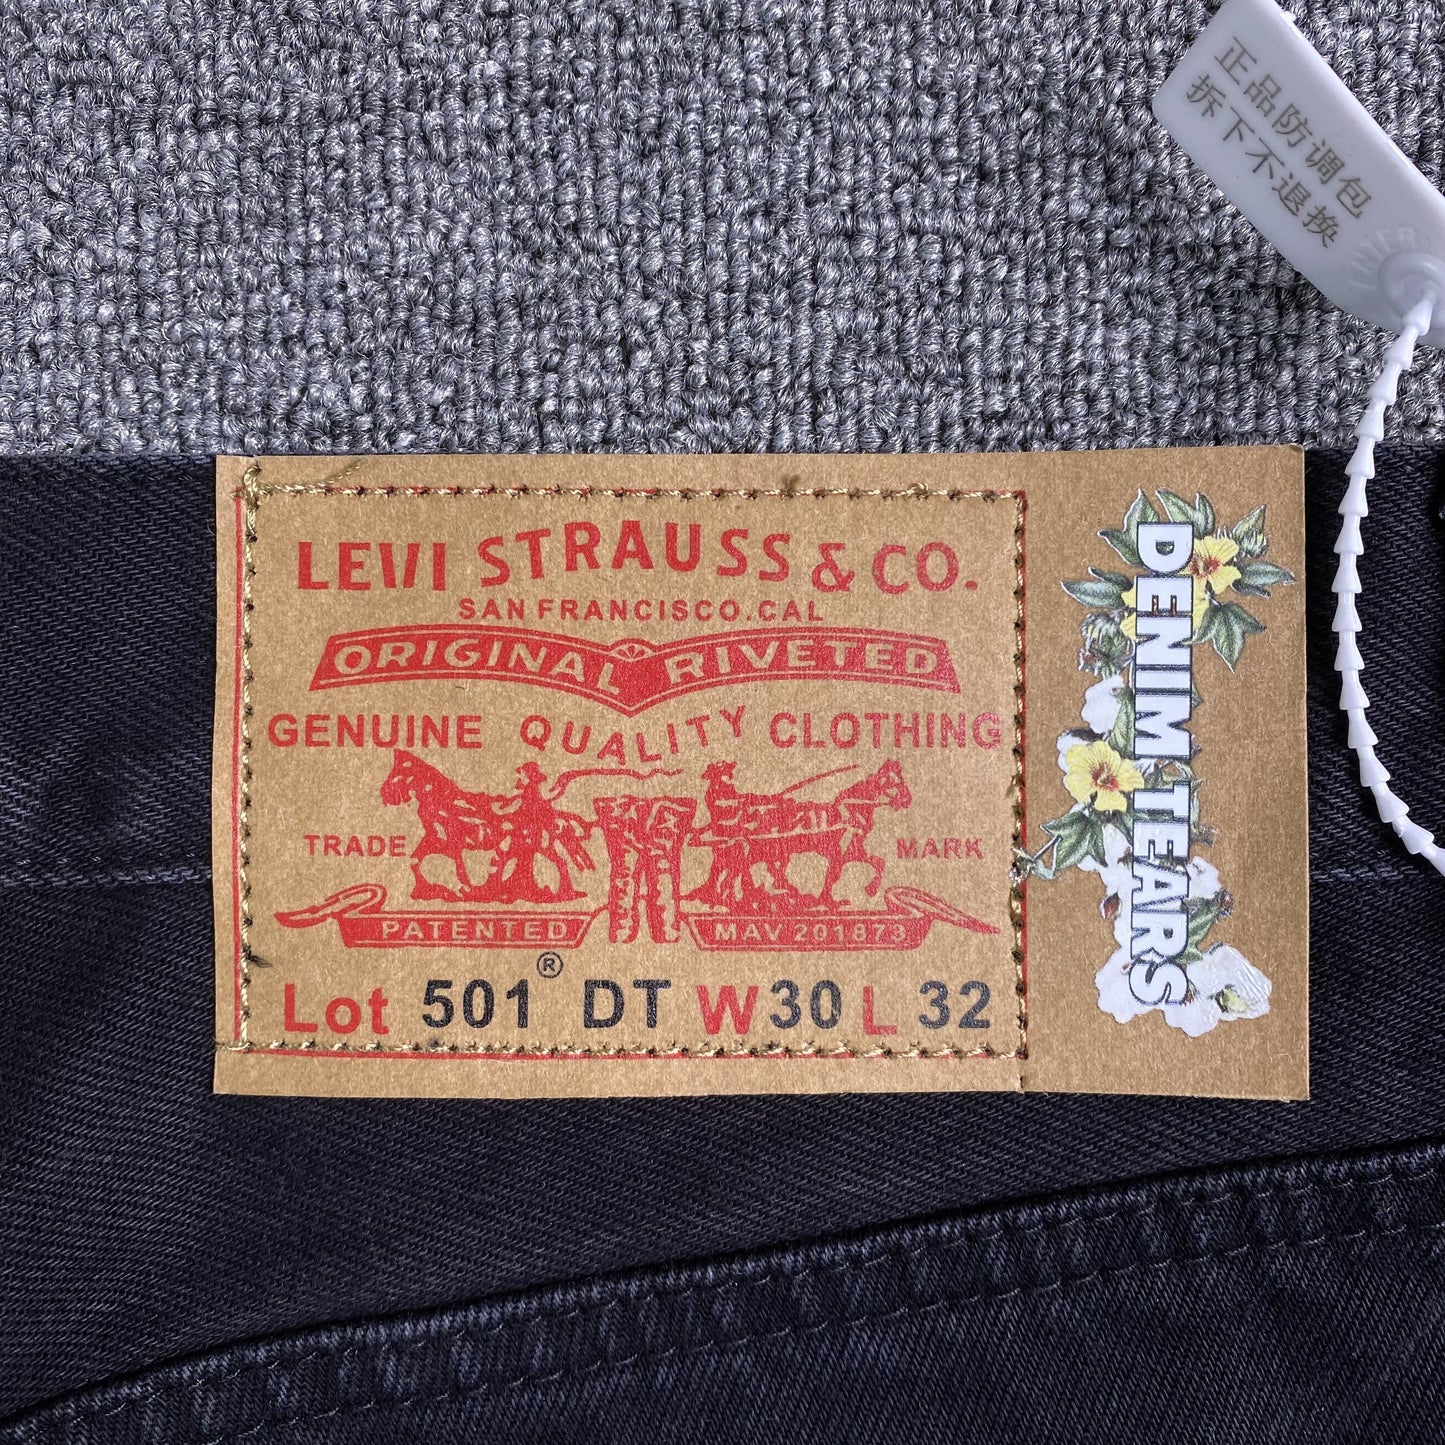 正品防调包
拆下不退换
LEVI STRAUSS & CO.
SAN FRANCISCO.CAL
ORIGINAL RIVETED
GENUINE QUALITY CLOTHING
TRADE MARK
PATENTED MAV 201873
®
Lot 501 DT W30 L 32
DENIM TEARS